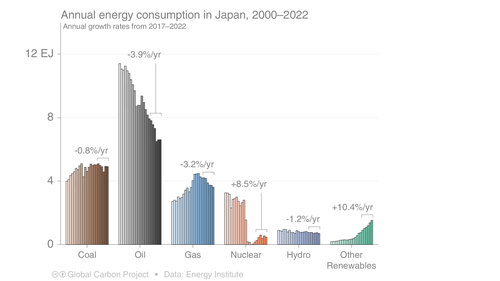 Annual energy consumption in Japan, 2000–2022
Annual growth rates from 2017–2022
12 EJ
8
4
0
-3.9%/yr
-0.8%/yr
-3.2%/yr
+8.5%/yr
-1.2%/yr
+10.4%/yr
Coal
Oil
Gas
Nuclear
Hydro
Other
Renewables
Global Carbon Project • Data: Energy Institute